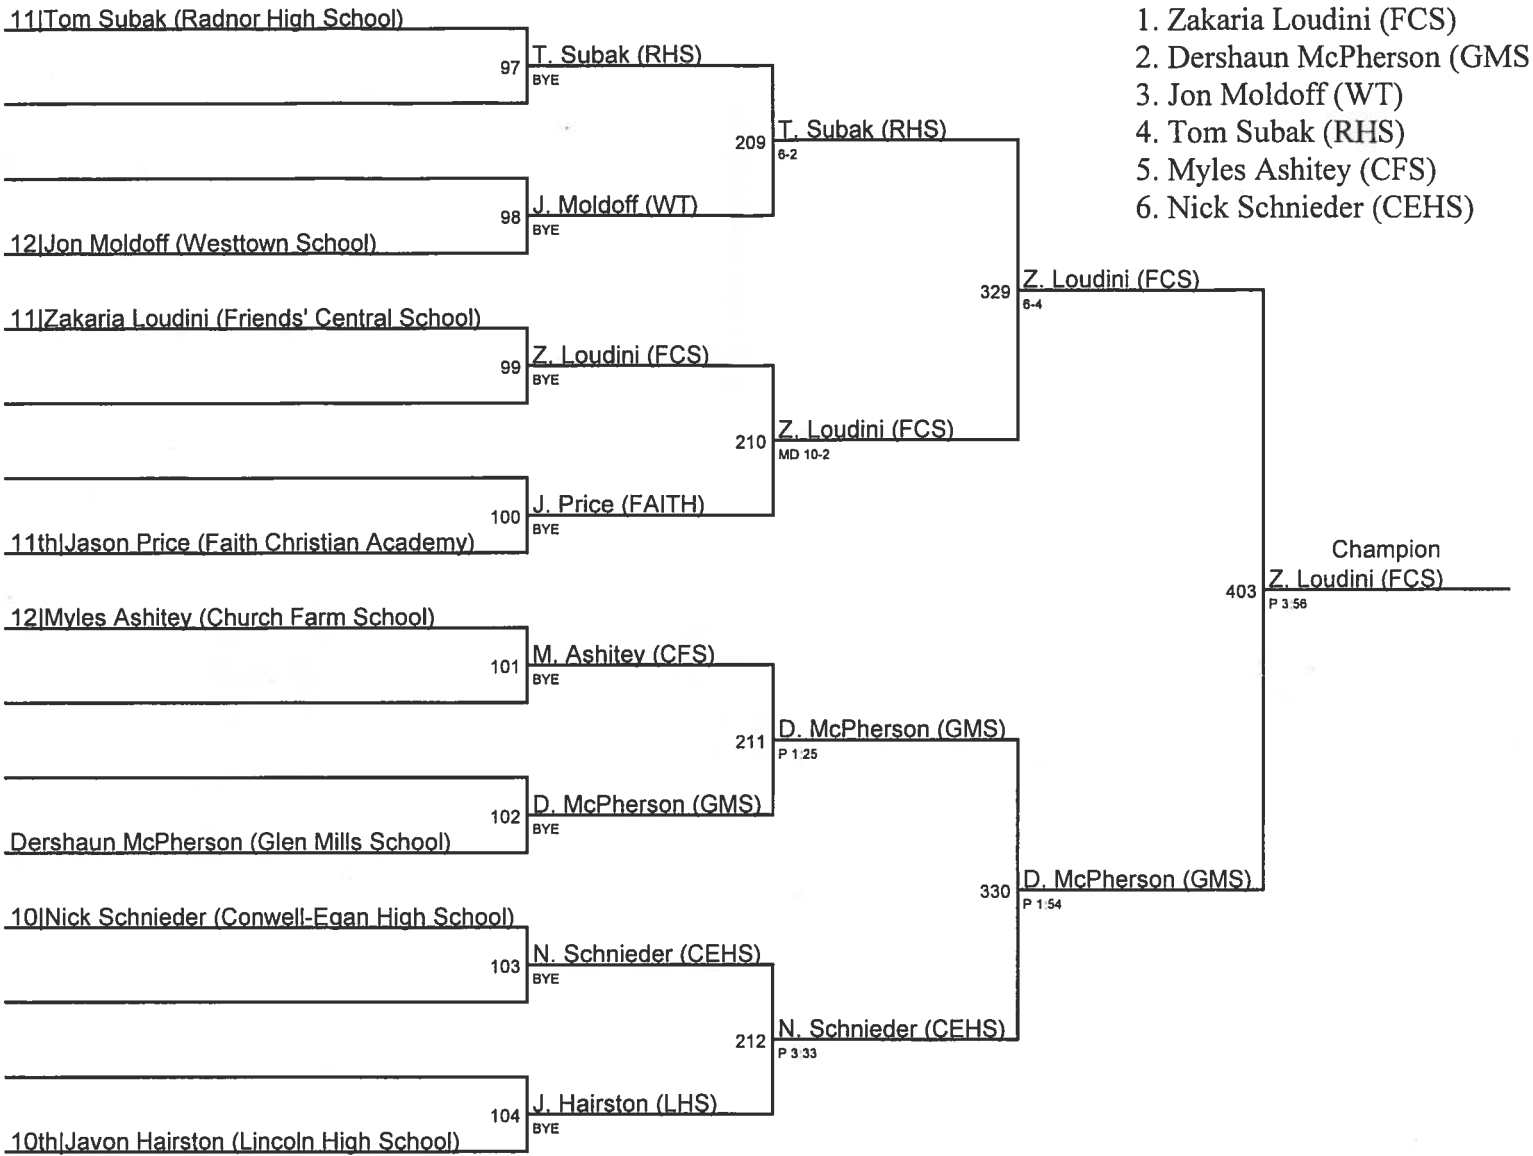 11|Tom Subak (Radnor High School)
97
T. Subak (RHS)
BYE
209
T. Subak (RHS)
6-2
98
J. Moldoff (WT)
BYE
12|Jon Moldoff (Westtown School)
329
Z. Loudini (FCS)
6-4
11|Zakaria Loudini (Friends' Central School)
99
Z. Loudini (FCS)
BYE
210
Z. Loudini (FCS)
MD 10-2
100
J. Price (FAITH)
BYE
11th|Jason Price (Faith Christian Academy)
Champion
403
Z. Loudini (FCS)
P 3:56
12|Myles Ashitey (Church Farm School)
101
M. Ashitey (CFS)
BYE
211
D. McPherson (GMS)
P 1:25
102
D. McPherson (GMS)
BYE
Dershaun McPherson (Glen Mills School)
330
D. McPherson (GMS)
P 1:54
10|Nick Schnieder (Conwell-Egan High School)
103
N. Schnieder (CEHS)
BYE
212
N. Schnieder (CEHS)
P 3:33
104
J. Hairston (LHS)
BYE
10th|Javon Hairston (Lincoln High School)
1. Zakaria Loudini (FCS)
2. Dershaun McPherson (GMS
3. Jon Moldoff (WT)
4. Tom Subak (RHS)
5. Myles Ashitey (CFS)
6. Nick Schnieder (CEHS)